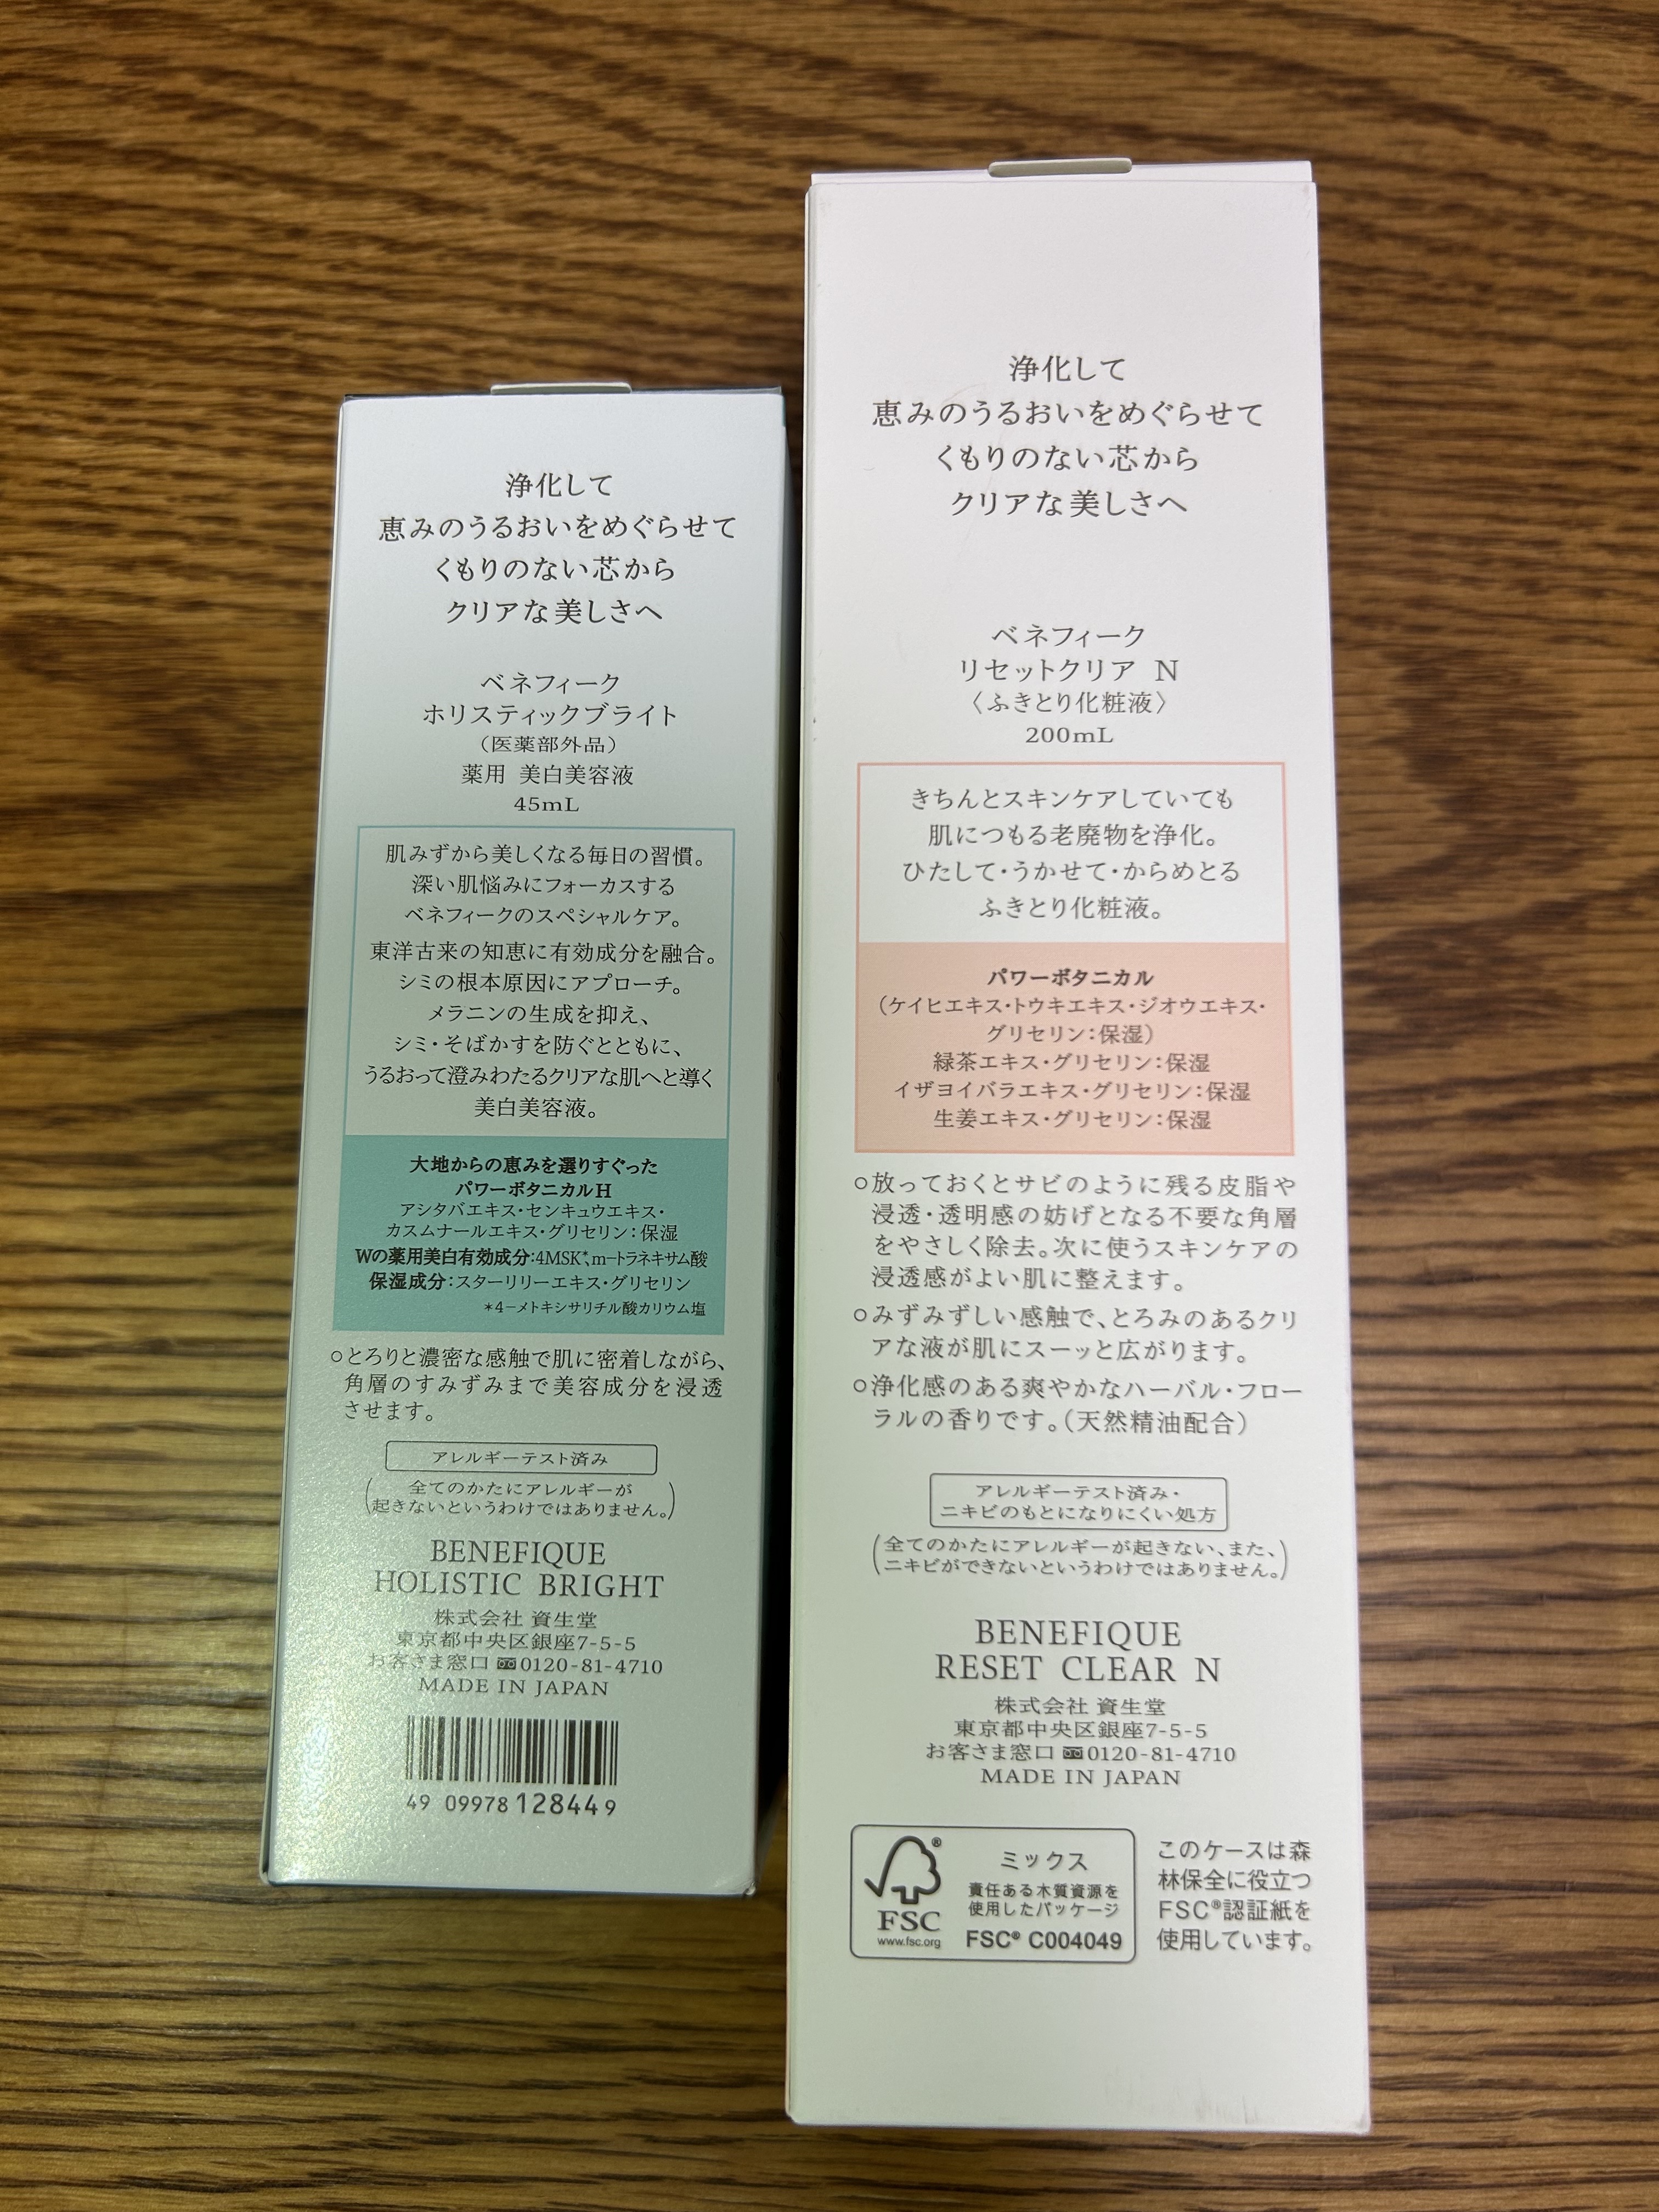 浄化して
恵みのうるおいをめぐらせて
くもりのない芯から
クリアな美しさへ
ベネフィーク
ホリスティックブライト
（医薬部外品）
薬用 美白美容液
45mL
肌みずから美しくなる毎日の習慣。
深い肌悩みにフォーカスする
ベネフィークのスペシャルケア。
東洋古来の知恵に有効成分を融合。
シミの根本原因にアプローチ。
メラニンの生成を抑え、
シミ・そばかすを防ぐとともに、
うるおって澄みわたるクリアな肌へと導く
美白美容液。
大地からの恵みを選りすぐった
パワーボタニカルH
アシタバエキス・センキュウエキス・
カスムナールエキス・グリセリン：保湿
Wの薬用美白有効成分：4MSK*、m-トラネキサム酸
保湿成分：スターリリーエキス・グリセリン
*4-メトキシサリチル酸カリウム塩
○とろりと濃密な感触で肌に密着しながら、
角層のすみずみまで美容成分を浸透
させます。
アレルギーテスト済み
（全てのかたにアレルギーが
起きないというわけではありません。）
BENEFIQUE
HOLISTIC BRIGHT
株式会社 資生堂
東京都中央区銀座7-5-5
お客さま窓口 0120-81-4710
MADE IN JAPAN
49 09978 128449
浄化して
恵みのうるおいをめぐらせて
くもりのない芯から
クリアな美しさへ
ベネフィーク
リセットクリア N
〈ふきとり化粧液〉
200mL
きちんとスキンケアしていても
肌につもる老廃物を浄化。
ひたして・うかせて・からめとる
ふきとり化粧液。
パワーボタニカル
（ケイヒエキス・トウキエキス・ジオウエキス・
グリセリン：保湿）
緑茶エキス・グリセリン：保湿
イザヨイバラエキス・グリセリン：保湿
生姜エキス・グリセリン：保湿
○放っておくとサビのように残る皮脂や
浸透・透明感の妨げとなる不要な角層
をやさしく除去。次に使うスキンケアの
浸透感がよい肌に整えます。
○みずみずしい感触で、とろみのあるクリ
アな液が肌にスーッと広がります。
○浄化感のある爽やかなハーバル・フロー
ラルの香りです。（天然精油配合）
アレルギーテスト済み・
ニキビのもとになりにくい処方
（全てのかたにアレルギーが起きない、また、
ニキビができないというわけではありません。）
BENEFIQUE
RESET CLEAR N
株式会社 資生堂
東京都中央区銀座7-5-5
お客さま窓口 0120-81-4710
MADE IN JAPAN
®
FSC
www.fsc.org
ミックス
責任ある木質資源を
使用したパッケージ
FSC® C004049
このケースは森
林保全に役立つ
FSC®認証紙を
使用しています。